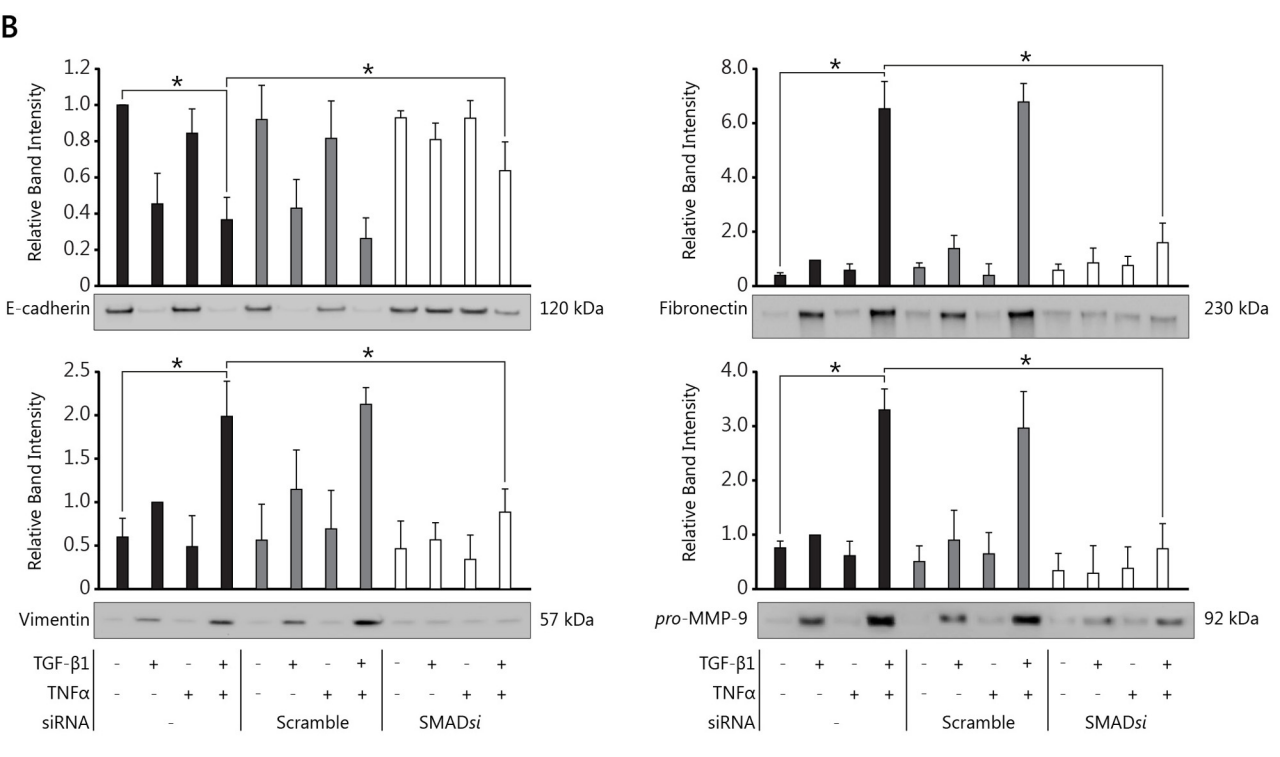 B
Relative Band Intensity
1.2
1.0
0.8
0.6
0.4
0.2
0
* *
E-cadherin 120 kDa
Relative Band Intensity
8.0
6.0
4.0
2.0
0
* *
Fibronectin 230 kDa
Relative Band Intensity
2.5
2.0
1.5
1.0
0.5
0
* *
Vimentin 57 kDa
Relative Band Intensity
4.0
3.0
2.0
1.0
0
* *
pro-MMP-9 92 kDa
TGF-β1 - + - + - + - + - + - +
TNFα - - + + - - + + - - + +
siRNA - Scramble SMADsi
TGF-β1 - + - + - + - + - + - +
TNFα - - + + - - + + - - + +
siRNA - Scramble SMADsi